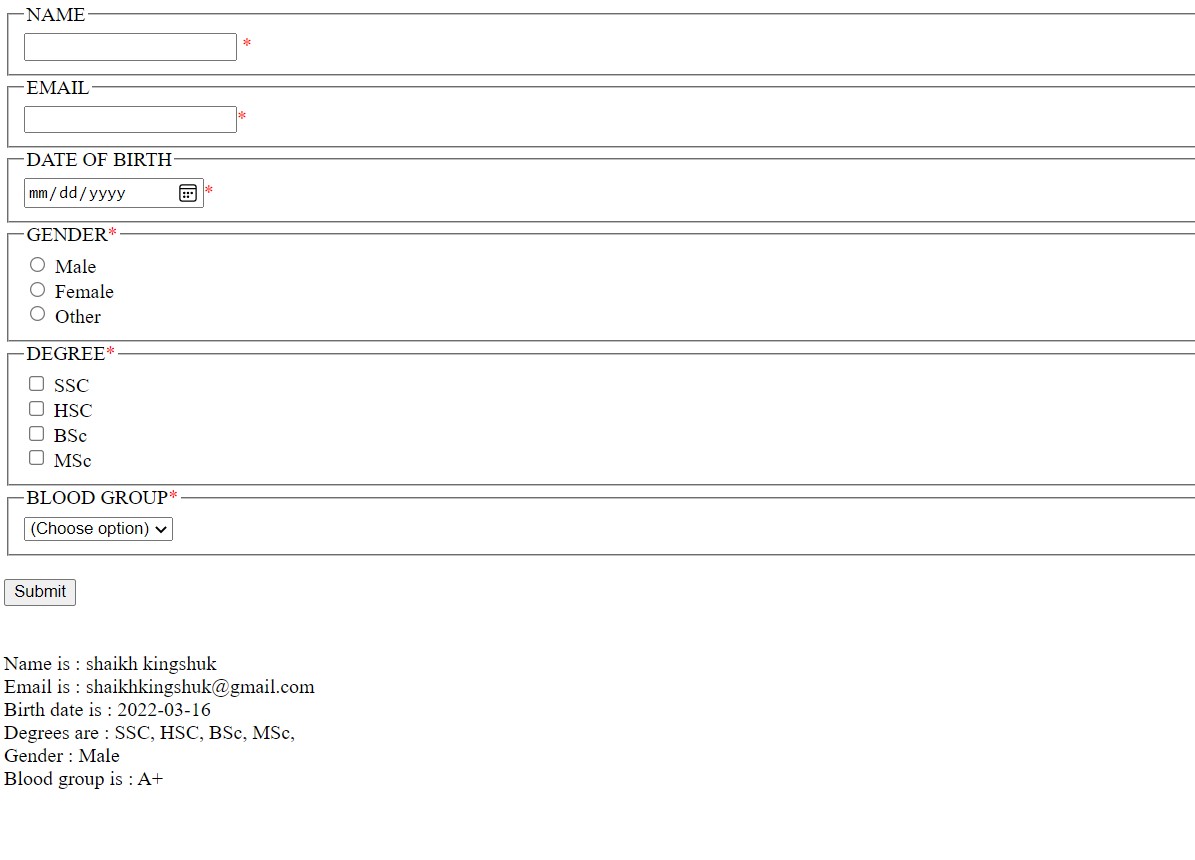 NAME
*
EMAIL
*
DATE OF BIRTH
mm/dd/yyyy *
GENDER*
Male
Female
Other
DEGREE*
SSC
HSC
BSc
MSc
BLOOD GROUP*
(Choose option)
Submit
Name is : shaikh kingshuk
Email is : shaikhkingshuk@gmail.com
Birth date is : 2022-03-16
Degrees are : SSC, HSC, BSc, MSc,
Gender : Male
Blood group is : A+